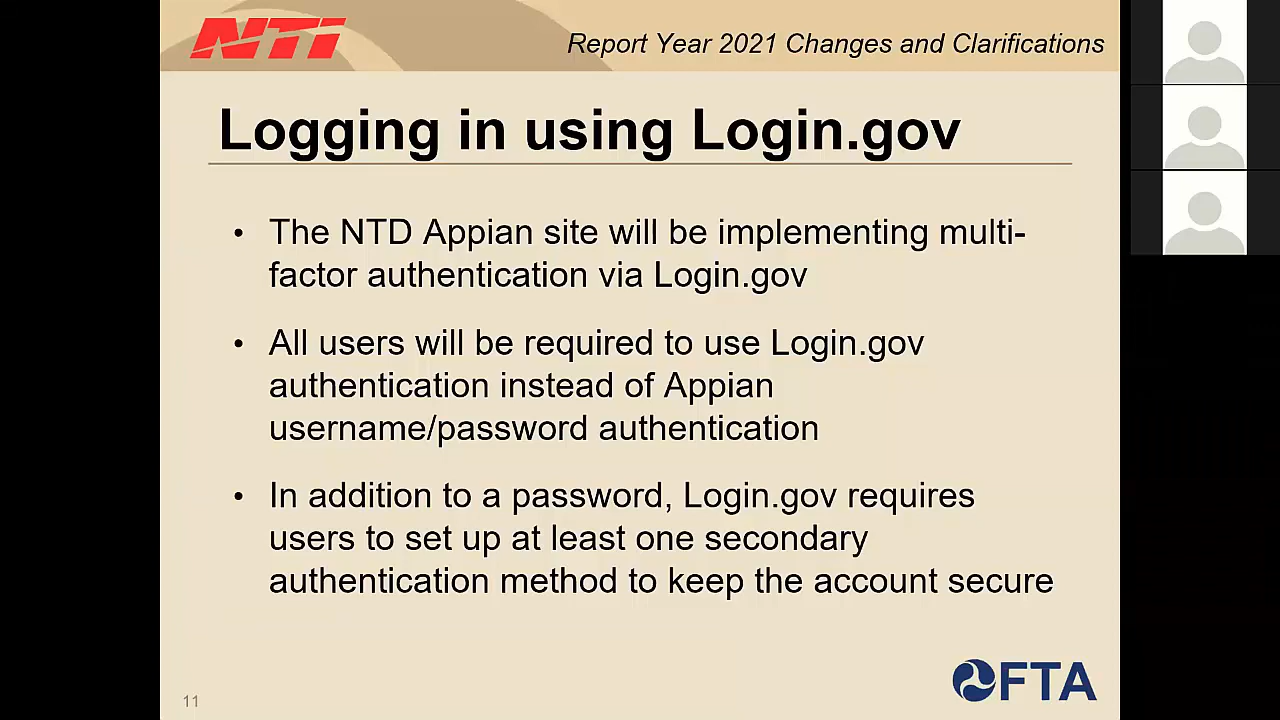 NTI
Report Year 2021 Changes and Clarifications
Logging in using Login.gov
• The NTD Appian site will be implementing multi-
factor authentication via Login.gov
• All users will be required to use Login.gov
authentication instead of Appian
username/password authentication
• In addition to a password, Login.gov requires
users to set up at least one secondary
authentication method to keep the account secure
11
FTA